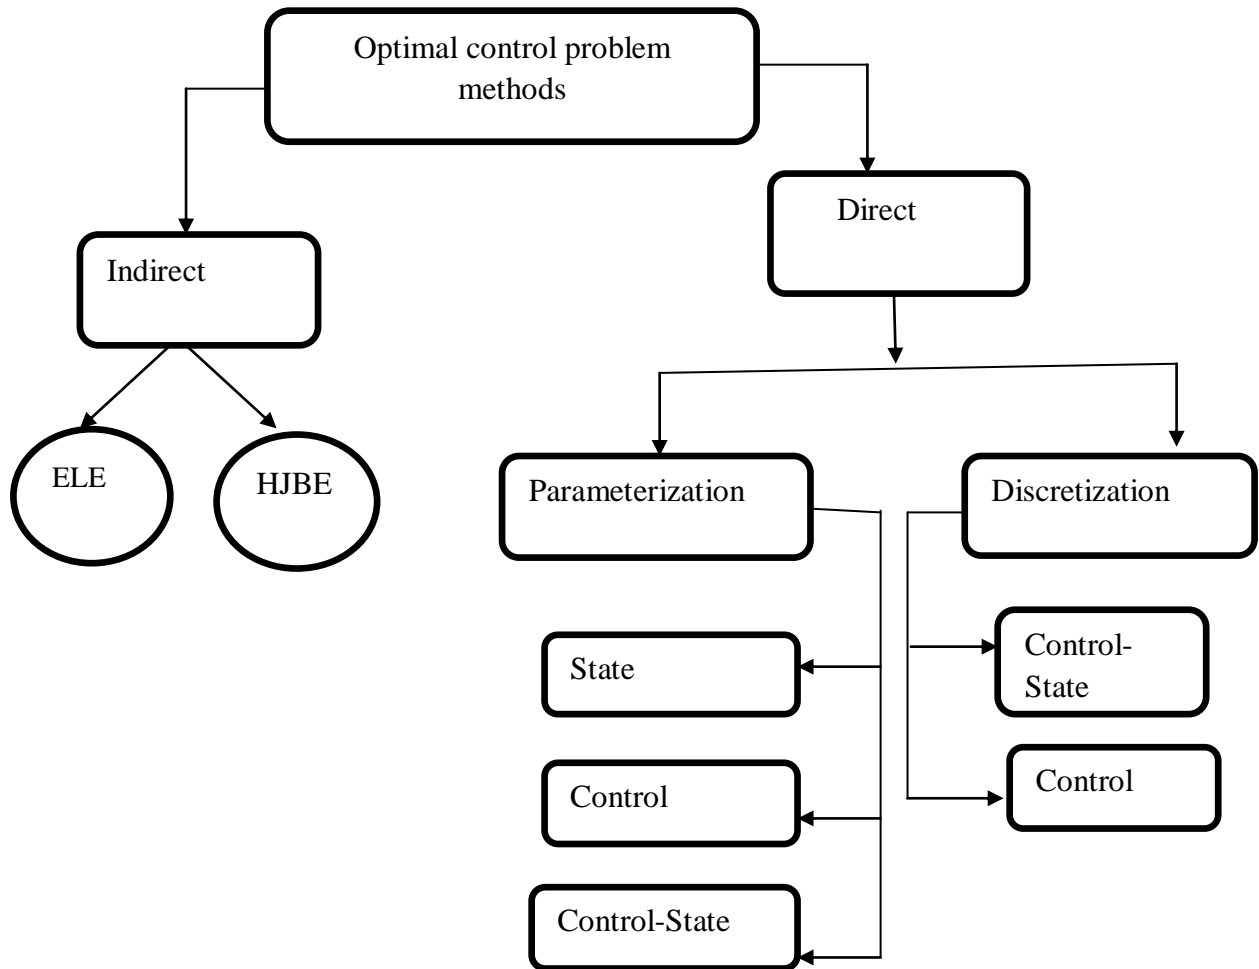 Optimal control problem
methods
Direct
Indirect
ELE
HJBE
Parameterization
Discretization
State
Control-
State
Control
Control
Control-State